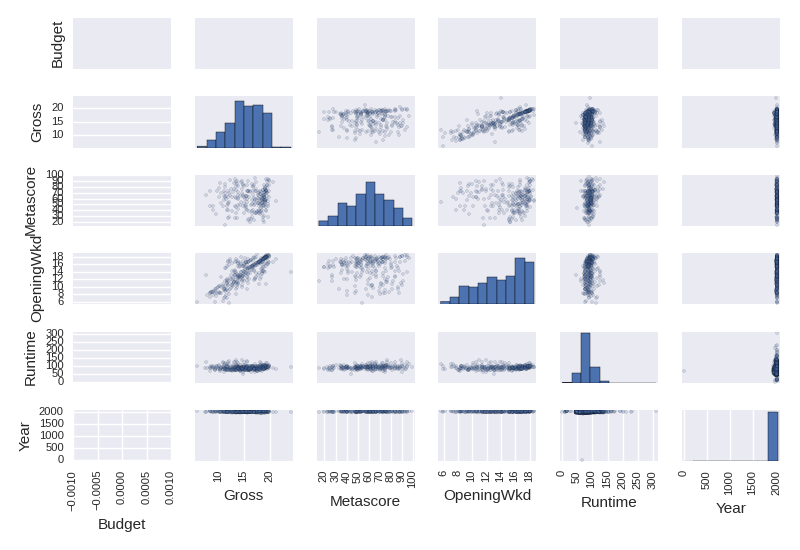 Budget
Gross
20
15
10
Metascore
100
90
80
70
60
50
40
30
20
OpeningWkd
18
16
14
12
10
8
6
Runtime
300
250
200
150
100
50
0
Year
2000
1500
1000
500
0
−0.0010 −0.0005 0.0000 0.0005 0.0010
10 15 20
20 30 40 50 60 70 80 90 100
6 8 10 12 14 16 18
0 50 100 150 200 250 300
0 500 1000 1500 2000
Budget Gross Metascore OpeningWkd Runtime Year